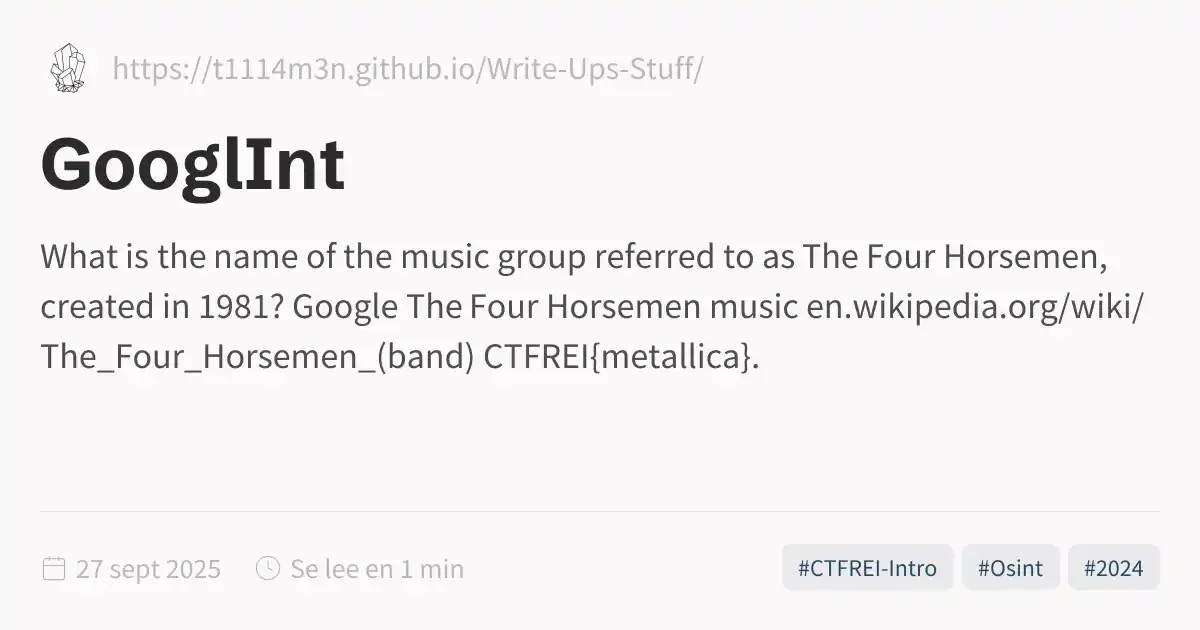 https://t1114m3n.github.io/Write-Ups-Stuff/
GooglInt
What is the name of the music group referred to as The Four Horsemen,
created in 1981? Google The Four Horsemen music en.wikipedia.org/wiki/
The_Four_Horsemen_(band) CTFREI{metallica}.
27 sept 2025 Se lee en 1 min #CTFREI-Intro #Osint #2024